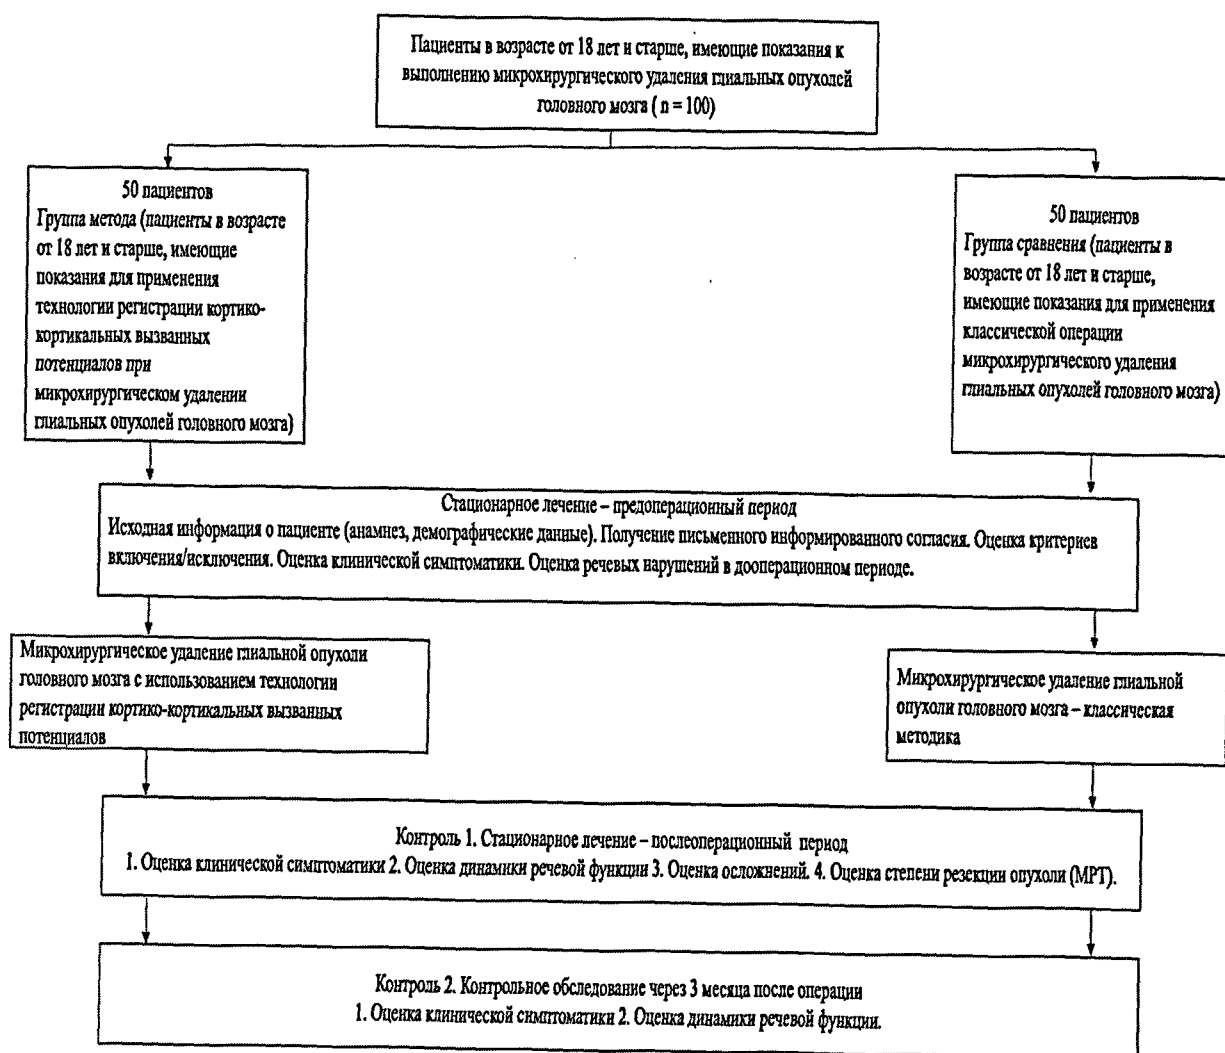 Пациенты в возрасте от 18 лет и старше, имеющие показания к
выполнению микрохирургического удаления глиальных опухолей
головного мозга ( n = 100)
50 пациентов
Группа метода (пациенты в возрасте
от 18 лет и старше, имеющие
показания для применения
технологии регистрации кортико-
кортикальных вызванных
потенциалов при
микрохирургическом удалении
глиальных опухолей головного мозга)
50 пациентов
Группа сравнения (пациенты в
возрасте от 18 лет и старше,
имеющие показания для применения
классической операции
микрохирургического удаления
глиальных опухолей головного мозга)
Стационарное лечение – предоперационный период
Исходная информация о пациенте (анамнез, демографические данные). Получение письменного информированного согласия. Оценка критериев
включения/исключения. Оценка клинической симптоматики. Оценка речевых нарушений в дооперационном периоде.
Микрохирургическое удаление глиальной опухоли
головного мозга с использованием технологии
регистрации кортико-кортикальных вызванных
потенциалов
Микрохирургическое удаление глиальной
опухоли головного мозга – классическая
методика
Контроль 1. Стационарное лечение – послеоперационный период
1. Оценка клинической симптоматики 2. Оценка динамики речевой функции 3. Оценка осложнений. 4. Оценка степени резекции опухоли (МРТ).
Контроль 2. Контрольное обследование через 3 месяца после операции
1. Оценка клинической симптоматики 2. Оценка динамики речевой функции.